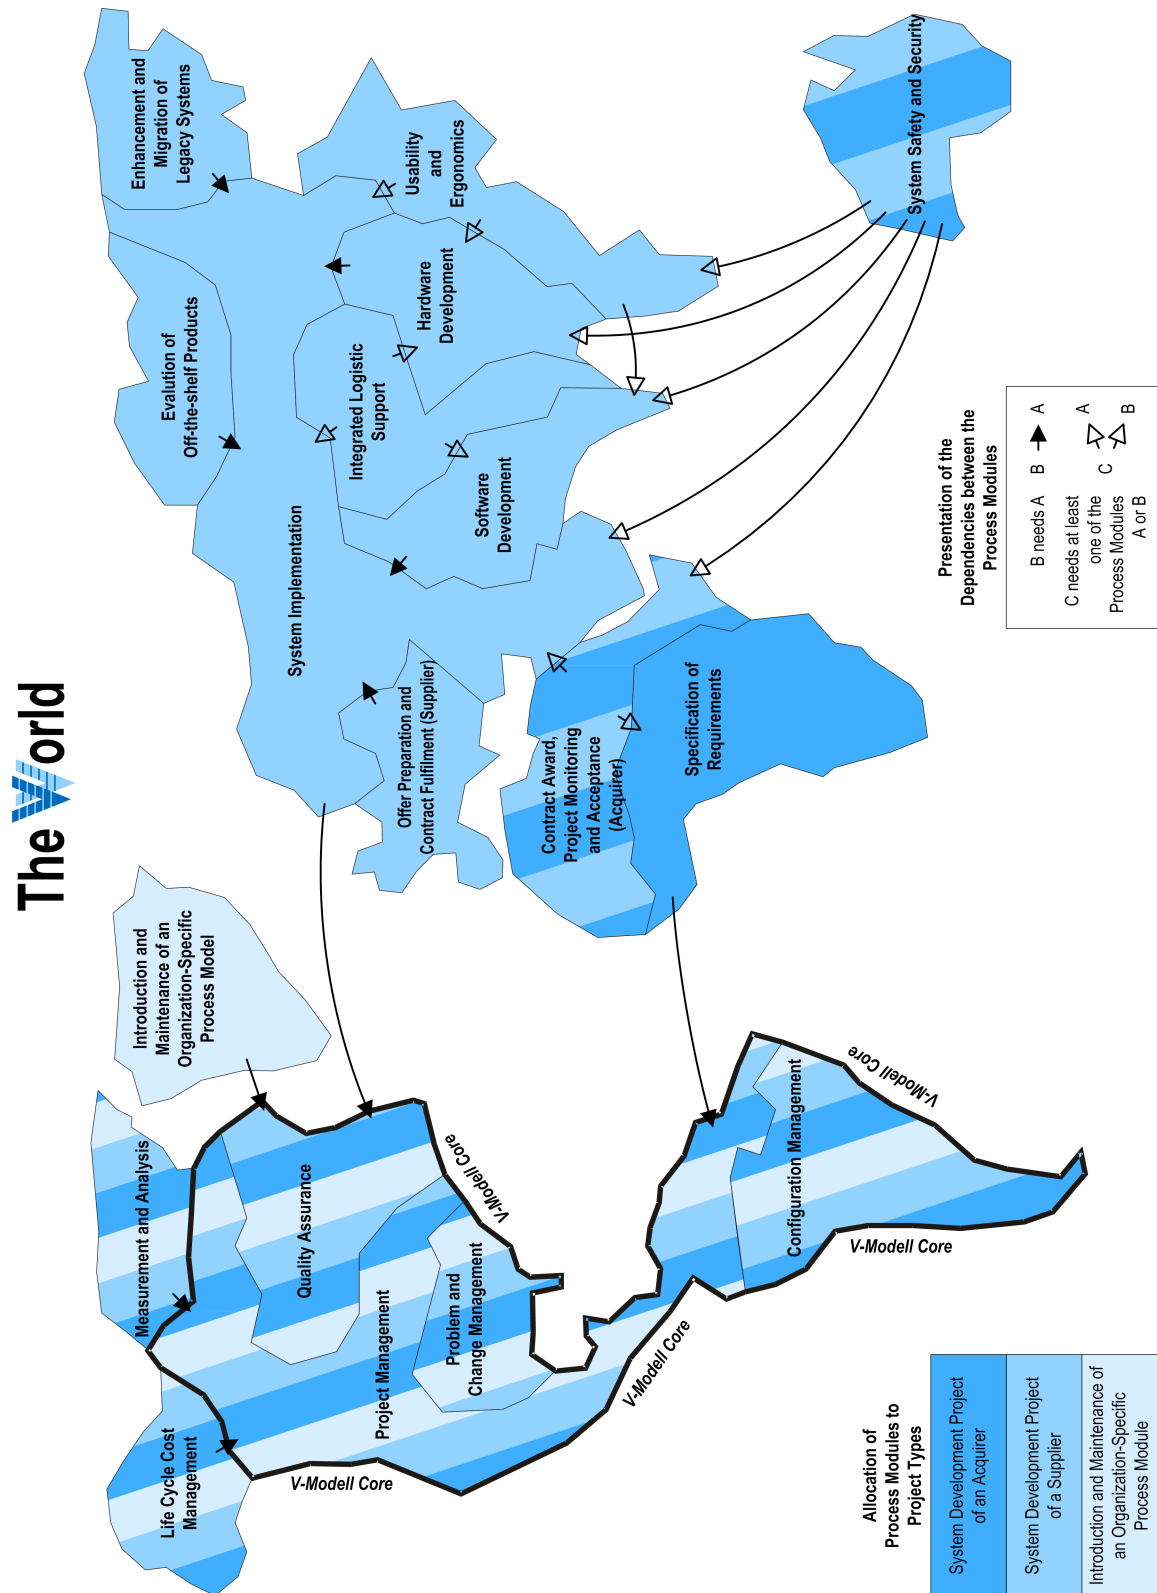 The World
Life Cycle Cost
Management
Measurement and Analysis
Introduction and
Maintenance of an
Organization-Specific
Process Model
Quality Assurance
Project Management
Problem and
Change Management
V-Modell Core
V-Modell Core
V-Modell Core
V-Modell Core
V-Modell Core
Configuration Management
Enhancement and
Migration of
Legacy Systems
Evalution of
Off-the-shelf Products
System Implementation
Usability
and
Ergonomics
Hardware
Development
Integrated Logistic
Support
Software
Development
Offer Preparation and
Contract Fulfilment (Supplier)
Contract Award,
Project Monitoring
and Acceptance
(Acquirer)
Specification of
Requirements
System Safety and Security
Allocation of
Process Modules to
Project Types
System Development Project
of an Acquirer
System Development Project
of a Supplier
Introduction and Maintenance of
an Organization-Specific
Process Module
Presentation of the
Dependencies between the
Process Modules
B needs A B A
C needs at least
one of the
Process Modules
A or B
C
A
B